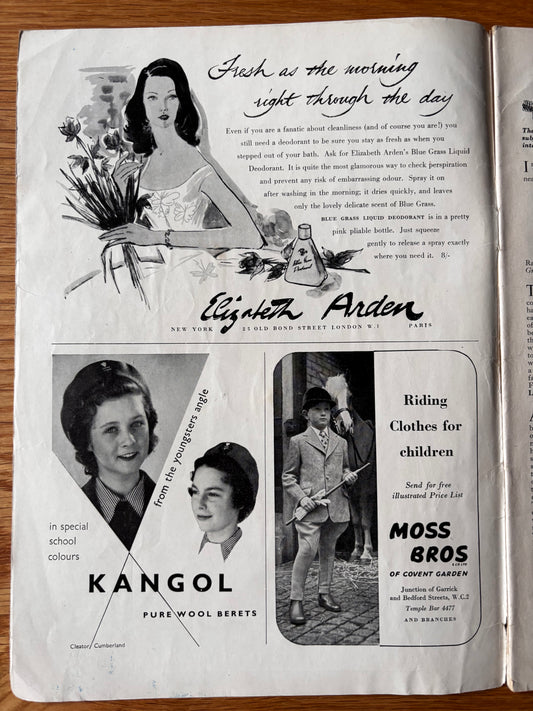 Fresh as the morning
right through the day
Even if you are a fanatic about cleanliness (and of course you are!) you
still need a deodorant to be sure you stay as fresh as when you
stepped out of your bath. Ask for Elizabeth Arden's Blue Grass Liquid
Deodorant. It is quite the most glamorous way to check perspiration
and prevent any risk of embarrassing odour. Spray it on
after washing in the morning; it dries quickly, and leaves
only the lovely delicate scent of Blue Grass.
BLUE GRASS LIQUID DEODORANT is in a pretty
pink pliable bottle. Just squeeze
gently to release a spray exactly
where you need it. 8/-
Elizabeth Arden
NEW YORK 25 OLD BOND STREET LONDON W.1 PARIS
from the youngsters angle
in special
school
colours
KANGOL
PURE WOOL BERETS
Cleator/Cumberland
Riding
Clothes for
children
Send for free
illustrated Price List
MOSS
BROS
& CO LTD
OF COVENT GARDEN
Junction of Garrick
and Bedford Streets, W.C.2
Temple Bar 4477
AND BRANCHES